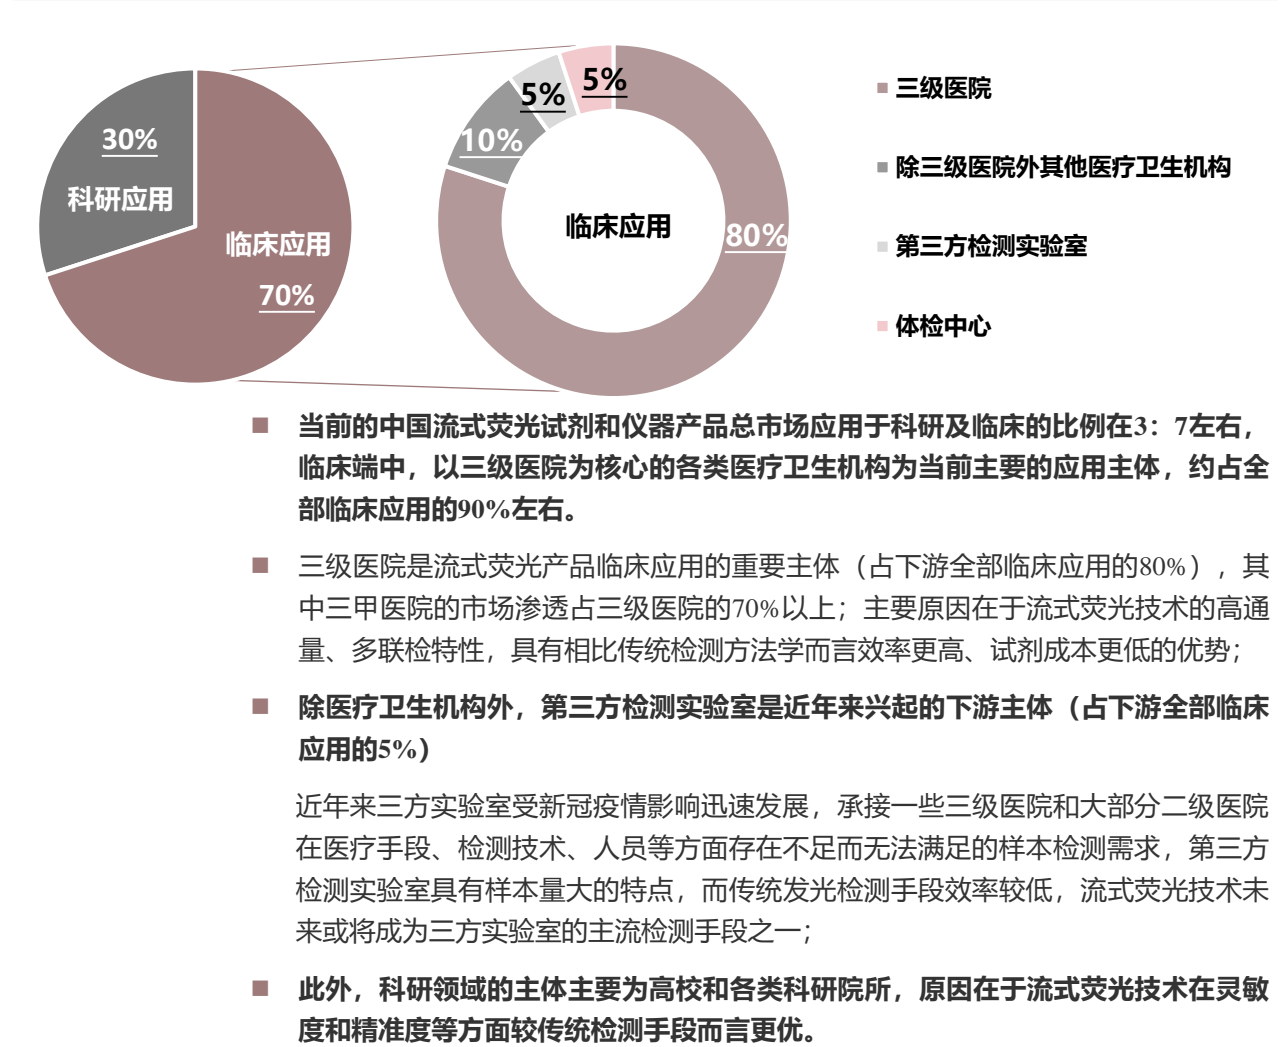 30%
科研应用
临床应用
70%
5%
5%
10%
临床应用
80%
三级医院
除三级医院外其他医疗卫生机构
第三方检测实验室
体检中心
当前的中国流式荧光试剂和仪器产品总市场应用于科研及临床的比例在3：7左右，
临床端中，以三级医院为核心的各类医疗卫生机构为当前主要的应用主体，约占全
部临床应用的90%左右。
三级医院是流式荧光产品临床应用的重要主体（占下游全部临床应用的80%），其
中三甲医院的市场渗透占三级医院的70%以上；主要原因在于流式荧光技术的高通
量、多联检特性，具有相比传统检测方法学而言效率更高、试剂成本更低的优势；
除医疗卫生机构外，第三方检测实验室是近年来兴起的下游主体（占下游全部临床
应用的5%）
近年来三方实验室受新冠疫情影响迅速发展，承接一些三级医院和大部分二级医院
在医疗手段、检测技术、人员等方面存在不足而无法满足的样本检测需求，第三方
检测实验室具有样本量大的特点，而传统发光检测手段效率较低，流式荧光技术未
来或将成为三方实验室的主流检测手段之一；
此外，科研领域的主体主要为高校和各类科研院所，原因在于流式荧光技术在灵敏
度和精准度等方面较传统检测手段而言更优。